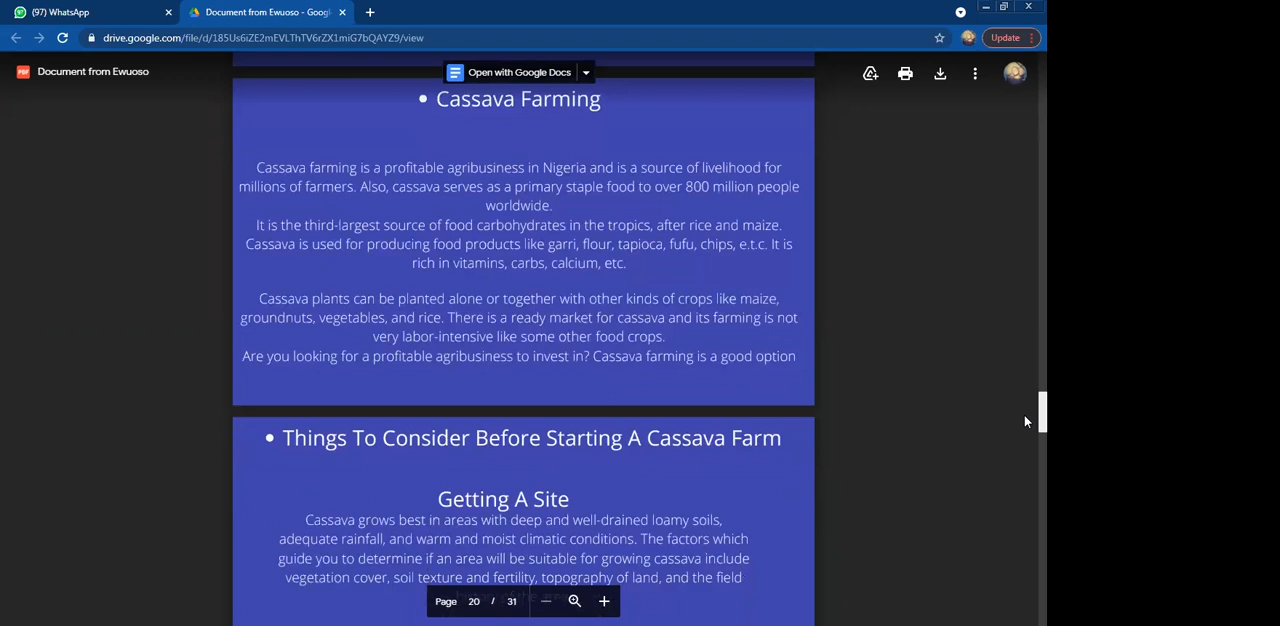 (97) WhatsApp
Document from Ewuoso - Googl
drive.google.com/file/d/185Us6iZE2mEVLThTV6rZX1miG7bQAYZ9/view
Update
PDF
Document from Ewuoso
Open with Google Docs
• Cassava Farming
Cassava farming is a profitable agribusiness in Nigeria and is a source of livelihood for
millions of farmers. Also, cassava serves as a primary staple food to over 800 million people
worldwide.
It is the third-largest source of food carbohydrates in the tropics, after rice and maize.
Cassava is used for producing food products like garri, flour, tapioca, fufu, chips, e.t.c. It is
rich in vitamins, carbs, calcium, etc.
Cassava plants can be planted alone or together with other kinds of crops like maize,
groundnuts, vegetables, and rice. There is a ready market for cassava and its farming is not
very labor-intensive like some other food crops.
Are you looking for a profitable agribusiness to invest in? Cassava farming is a good option
• Things To Consider Before Starting A Cassava Farm
Getting A Site
Cassava grows best in areas with deep and well-drained loamy soils,
adequate rainfall, and warm and moist climatic conditions. The factors which
guide you to determine if an area will be suitable for growing cassava include
vegetation cover, soil texture and fertility, topography of land, and the field
Page 20 / 31